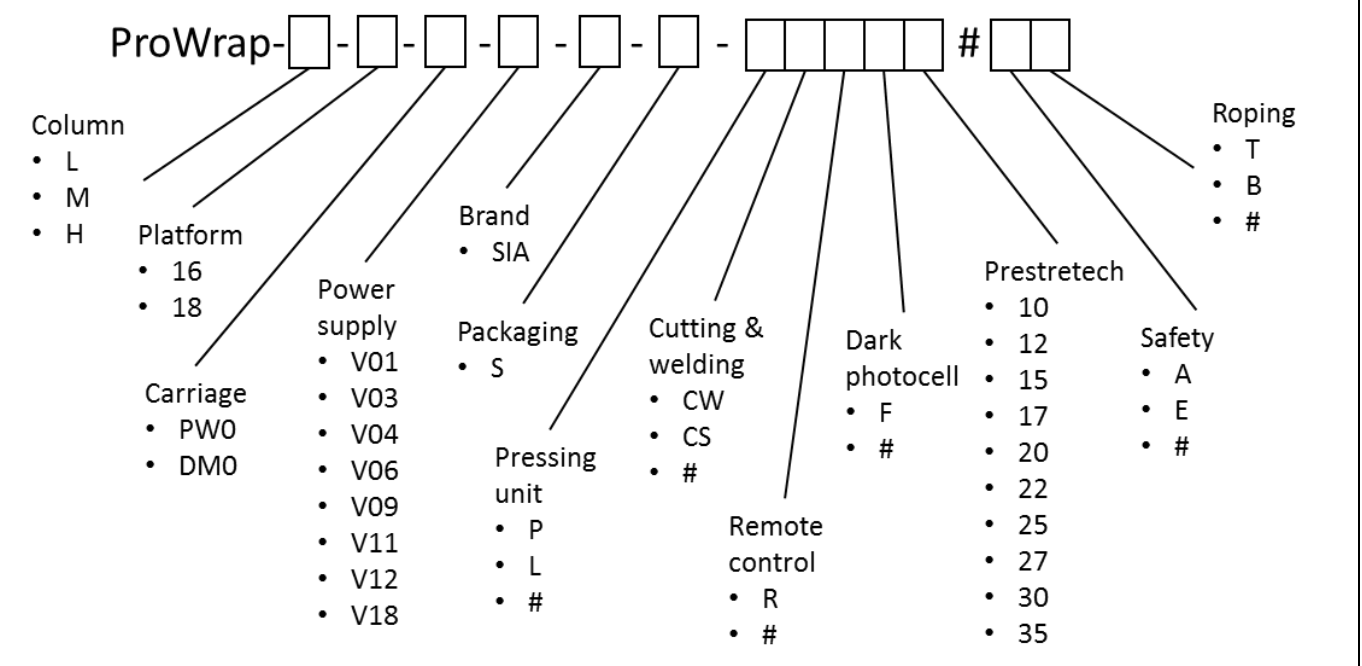 ProWrap- - - - - - - #
Column
• L
• M
• H
Platform
• 16
• 18
Carriage
• PW0
• DM0
Power
supply
• V01
• V03
• V04
• V06
• V09
• V11
• V12
• V18
Brand
• SIA
Packaging
• S
Pressing
unit
• P
• L
• #
Cutting &
welding
• CW
• CS
• #
Remote
control
• R
• #
Dark
photocell
• F
• #
Prestretech
• 10
• 12
• 15
• 17
• 20
• 22
• 25
• 27
• 30
• 35
Safety
• A
• E
• #
Roping
• T
• B
• #